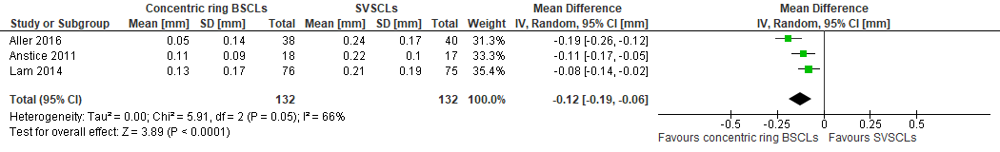 Concentric ring BSCLs SVSCLs Mean Difference Mean Difference
Study or Subgroup Mean [mm] SD [mm] Total Mean [mm] SD [mm] Total Weight IV, Random, 95% CI [mm] IV, Random, 95% CI [mm]
Aller 2016 0.05 0.14 38 0.24 0.17 40 31.3% -0.19 [-0.26, -0.12]
Anstice 2011 0.11 0.09 18 0.22 0.1 17 33.3% -0.11 [-0.17, -0.05]
Lam 2014 0.13 0.17 76 0.21 0.19 75 35.4% -0.08 [-0.14, -0.02]
Total (95% CI) 132 132 100.0% -0.12 [-0.19, -0.06]
Heterogeneity: Tau² = 0.00; Chi² = 5.91, df = 2 (P = 0.05); I² = 66%
Test for overall effect: Z = 3.89 (P < 0.0001)
-0.5 -0.25 0 0.25 0.5
Favours concentric ring BSCLs Favours SVSCLs